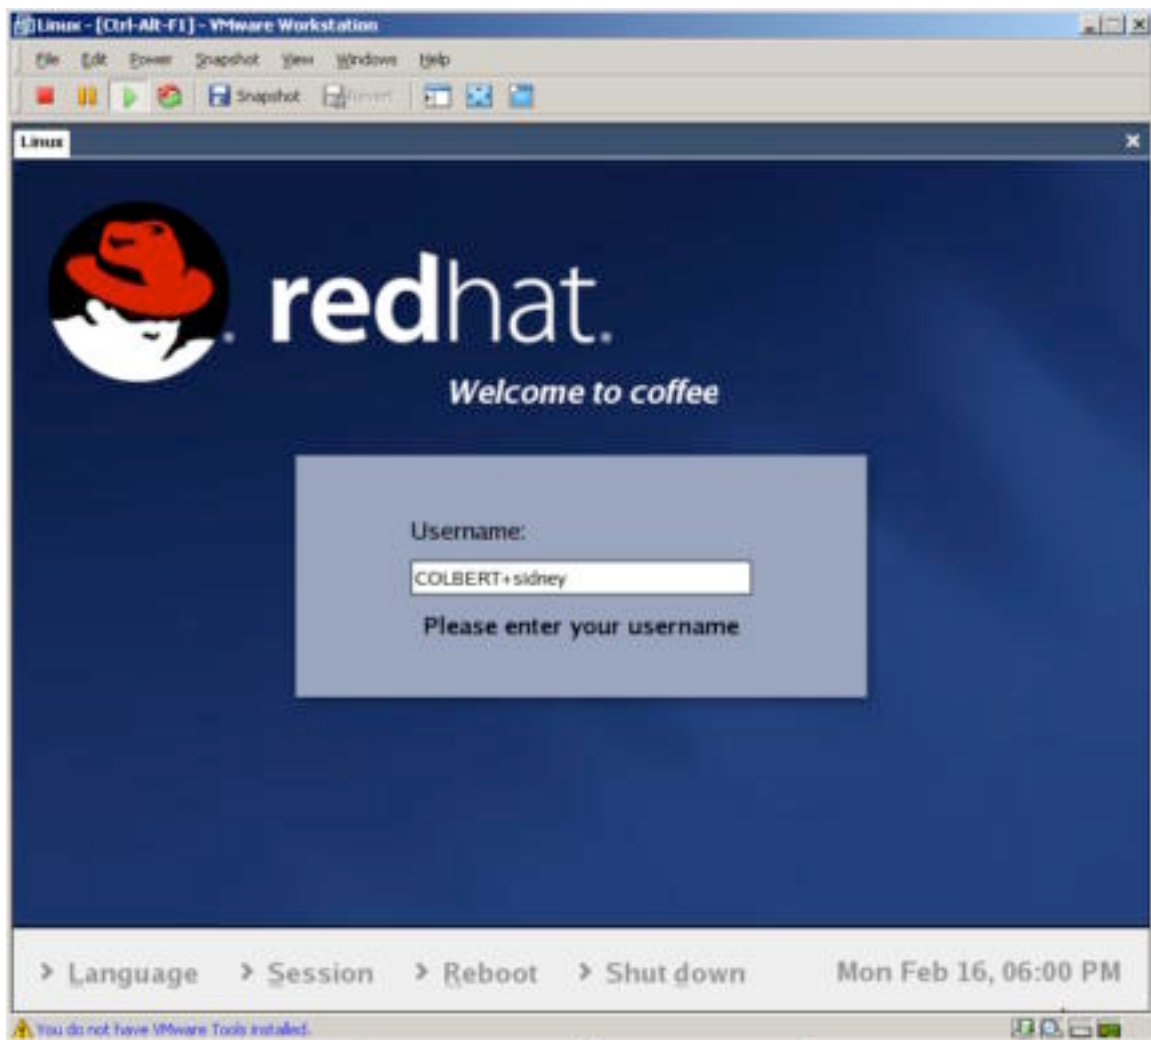 Linux - [Ctrl-Alt-F1] - VMware Workstation
File Edit Power Snapshot View Windows Help
Snapshot Revert
Linux
redhat.
Welcome to coffee
Username:
COLBERT+sidney
Please enter your username
> Language > Session > Reboot > Shut down Mon Feb 16, 06:00 PM
You do not have VMware Tools installed.